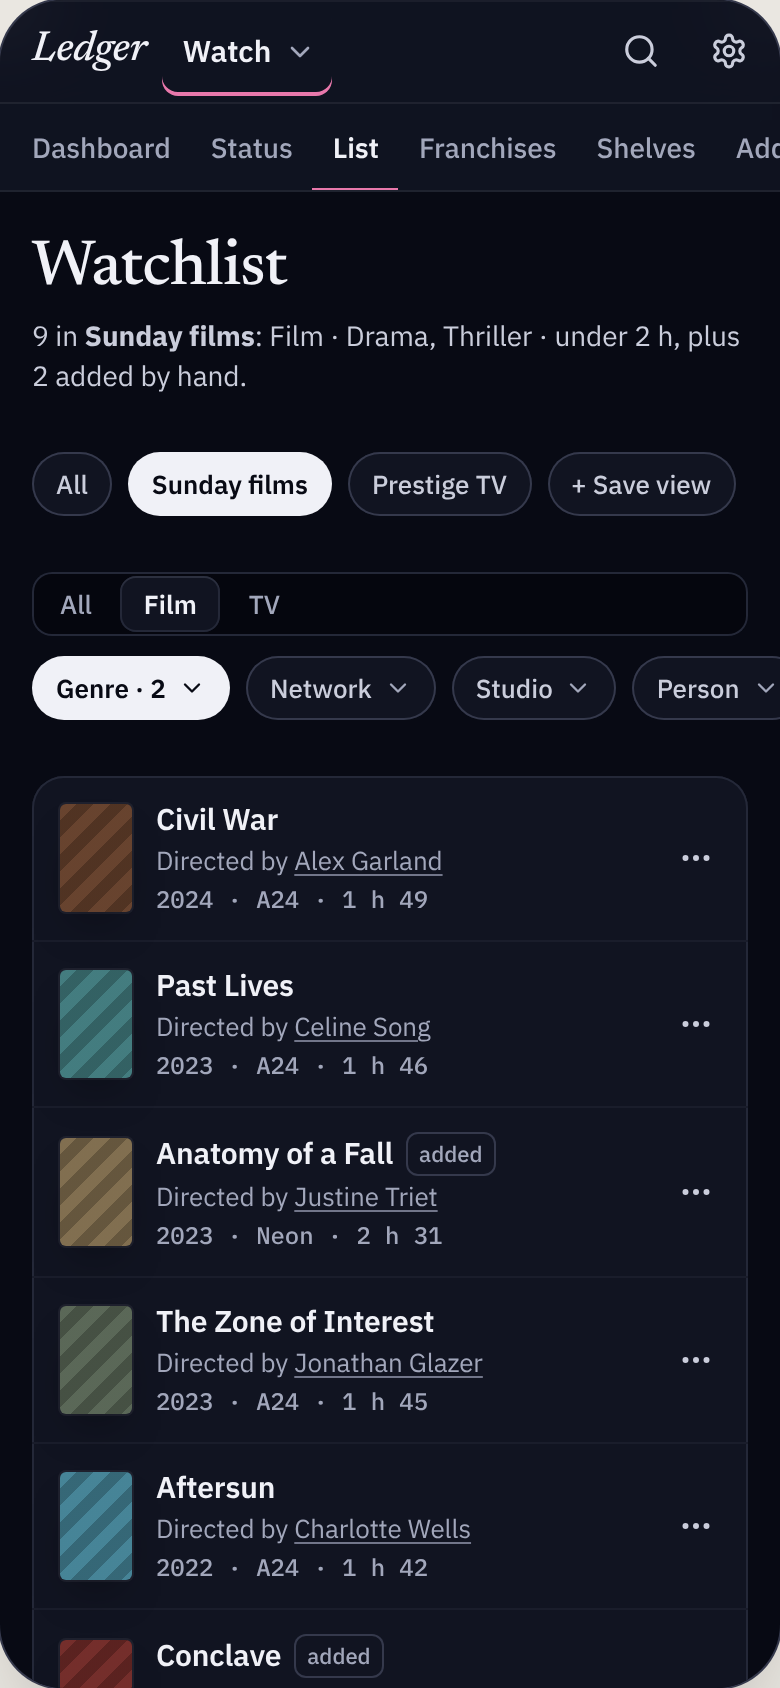 Ledger Watch
Dashboard Status List Franchises Shelves
Watchlist
9 in Sunday films: Film · Drama, Thriller · under 2 h, plus
2 added by hand.
All Sunday films Prestige TV + Save view
All Film TV
Genre · 2 Network Studio Person
Civil War
Directed by Alex Garland
2024 · A24 · 1 h 49
Past Lives
Directed by Celine Song
2023 · A24 · 1 h 46
Anatomy of a Fall added
Directed by Justine Triet
2023 · Neon · 2 h 31
The Zone of Interest
Directed by Jonathan Glazer
2023 · A24 · 1 h 45
Aftersun
Directed by Charlotte Wells
2022 · A24 · 1 h 42
Conclave added